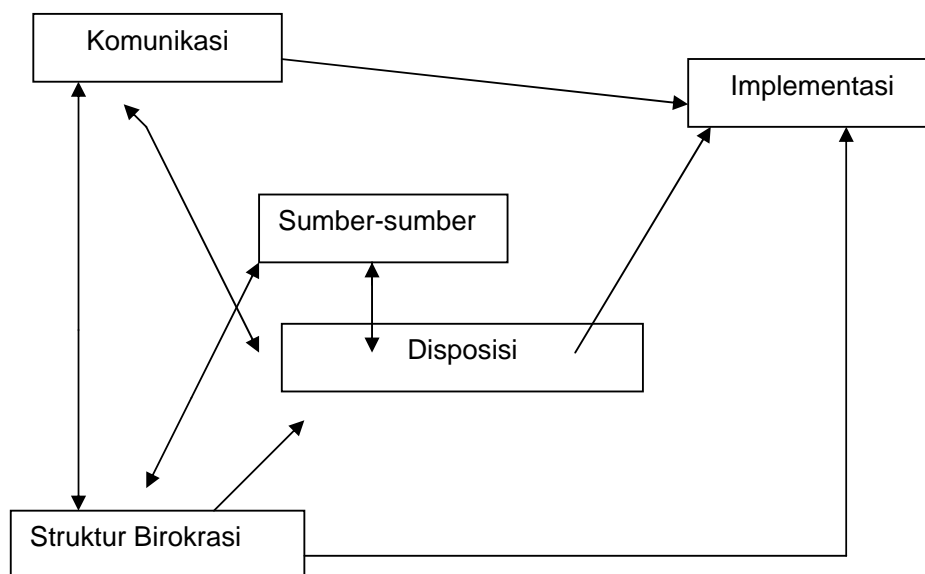 Komunikasi
Implementasi
Sumber-sumber
Disposisi
Struktur Birokrasi